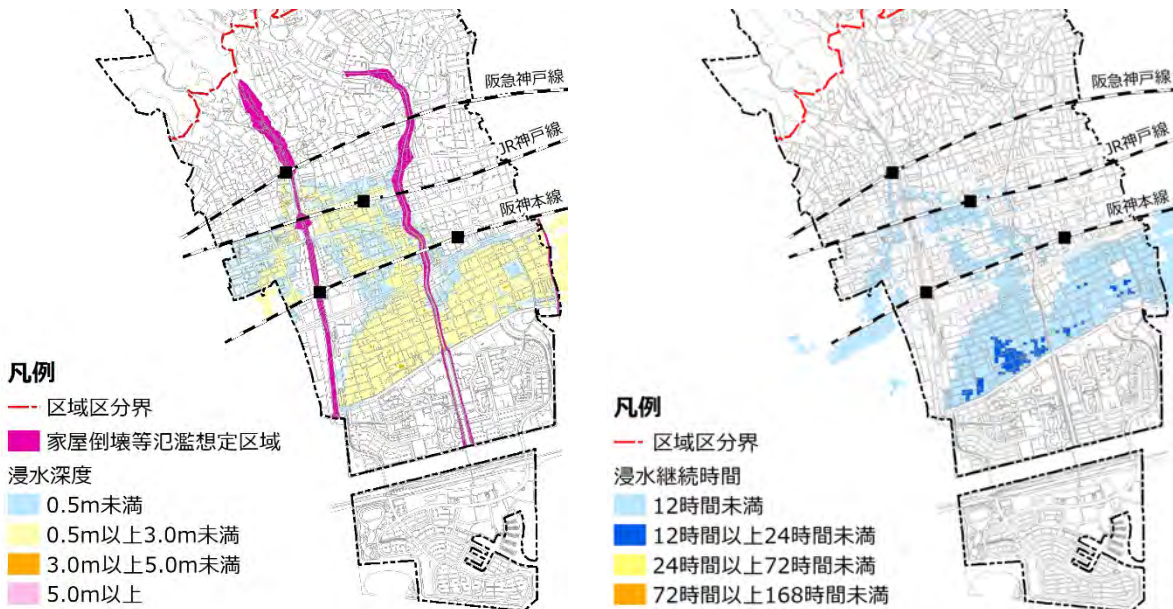 阪急神戸線
JR神戸線
阪神本線
凡例
区域区分界
家屋倒壊等氾濫想定区域
浸水深度
0.5m未満
0.5m以上3.0m未満
3.0m以上5.0m未満
5.0m以上
阪急神戸線
JR神戸線
阪神本線
凡例
区域区分界
浸水継続時間
12時間未満
12時間以上24時間未満
24時間以上72時間未満
72時間以上168時間未満